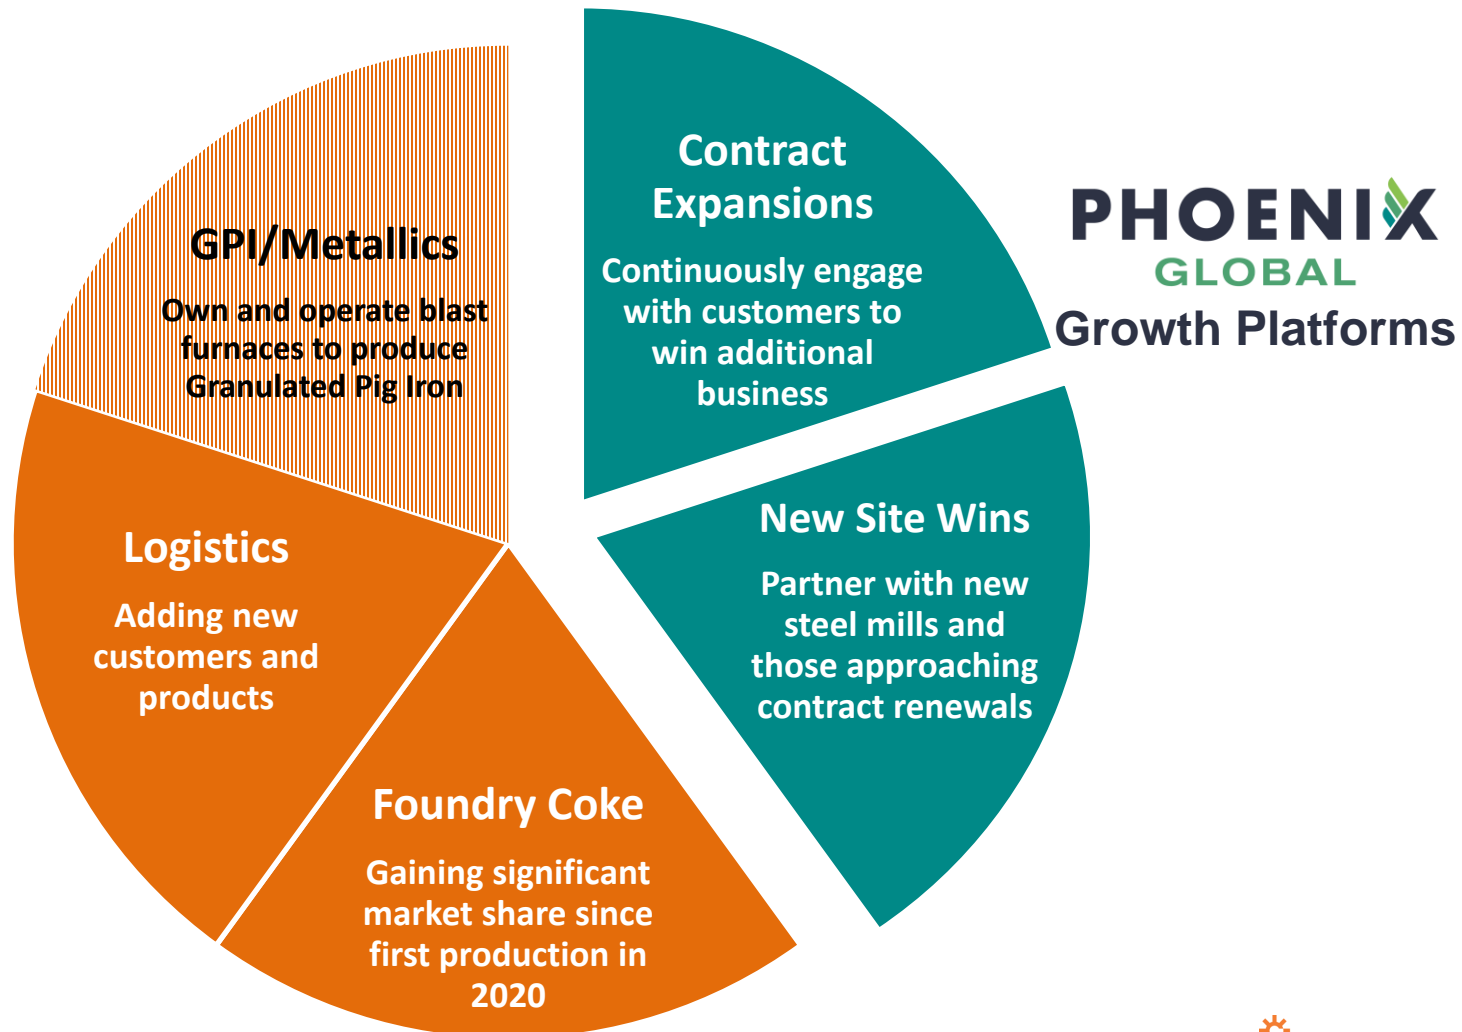 Contract
Expansions
Continuously engage
with customers to
win additional
business
PHOENIX
GLOBAL
Growth Platforms
GPI/Metallics
Own and operate blast
furnaces to produce
Granulated Pig Iron
New Site Wins
Partner with new
steel mills and
those approaching
contract renewals
Logistics
Adding new
customers and
products
Foundry Coke
Gaining significant
market share since
first production in
2020